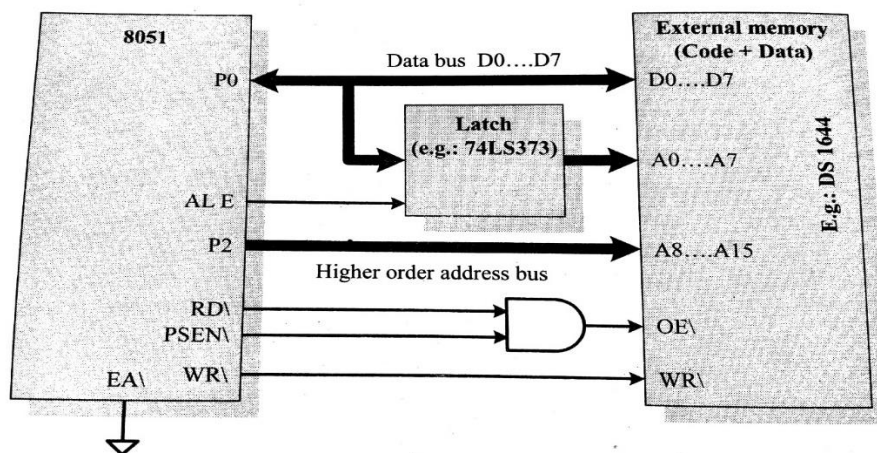 8051
P0
AL E
P2
RD\
PSEN\
WR\
EA\
Data bus D0....D7
Latch
(e.g.: 74LS373)
Higher order address bus
External memory
(Code + Data)
D0....D7
A0....A7
A8....A15
OE\
WR\
E.g.: DS 1644